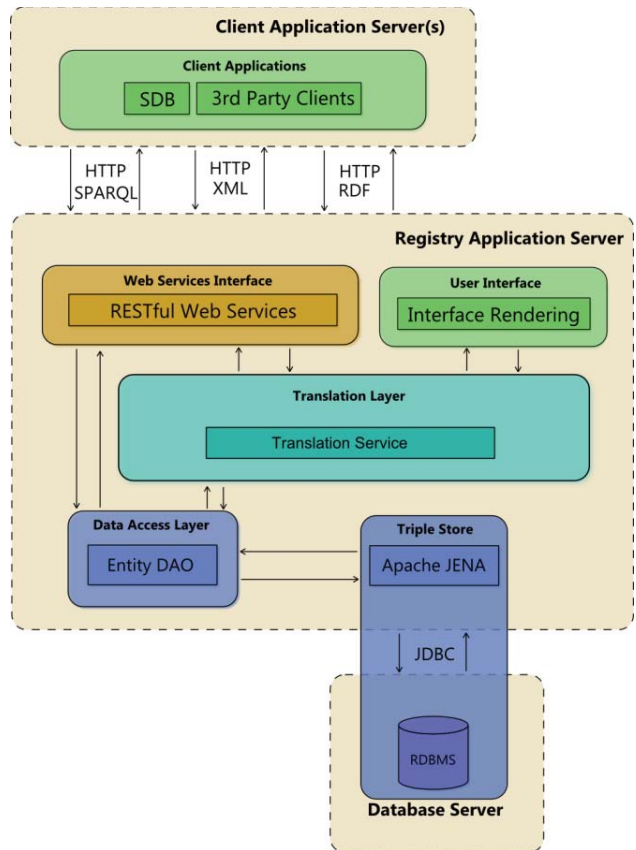 Client Application Server(s)
Client Applications
SDB
3rd Party Clients
HTTP
SPARQL
HTTP
XML
HTTP
RDF
Registry Application Server
Web Services Interface
RESTful Web Services
User Interface
Interface Rendering
Translation Layer
Translation Service
Data Access Layer
Entity DAO
Triple Store
Apache JENA
JDBC
RDBMS
Database Server